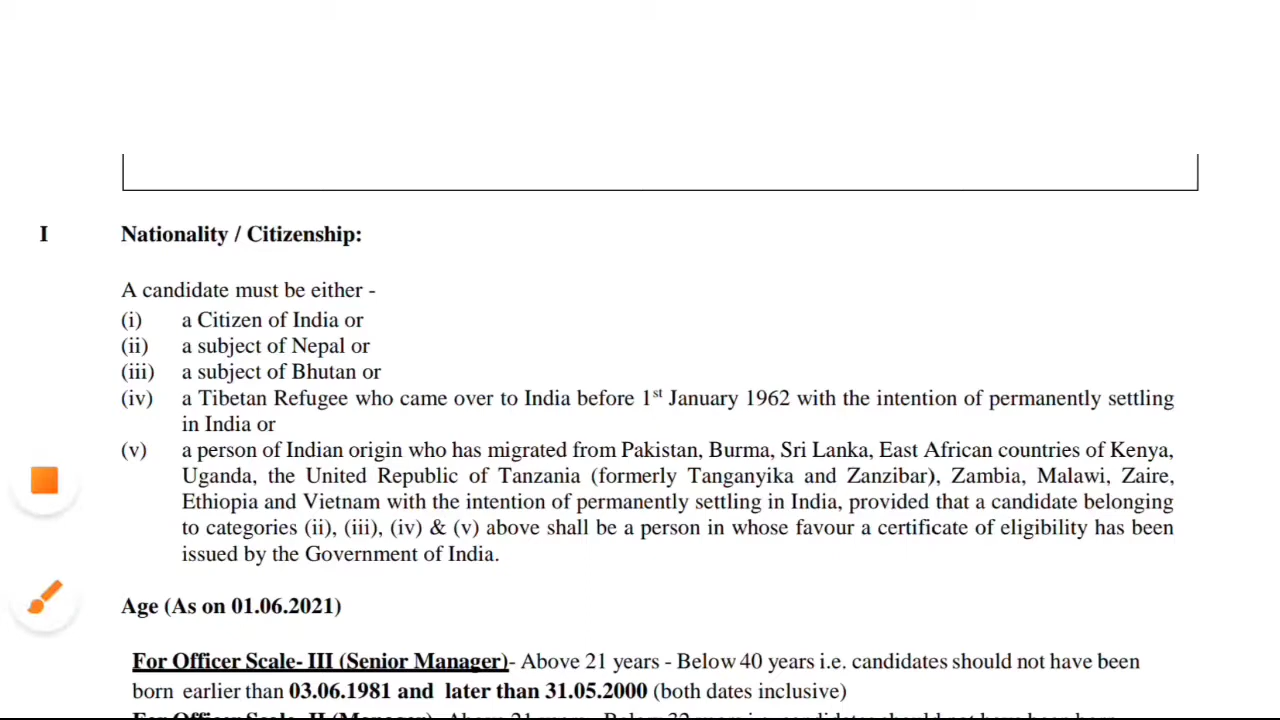 I Nationality / Citizenship:
A candidate must be either -
(i) a Citizen of India or
(ii) a subject of Nepal or
(iii) a subject of Bhutan or
(iv) a Tibetan Refugee who came over to India before 1st January 1962 with the intention of permanently settling
in India or
(v) a person of Indian origin who has migrated from Pakistan, Burma, Sri Lanka, East African countries of Kenya,
Uganda, the United Republic of Tanzania (formerly Tanganyika and Zanzibar), Zambia, Malawi, Zaire,
Ethiopia and Vietnam with the intention of permanently settling in India, provided that a candidate belonging
to categories (ii), (iii), (iv) & (v) above shall be a person in whose favour a certificate of eligibility has been
issued by the Government of India.
Age (As on 01.06.2021)
For Officer Scale- III (Senior Manager)- Above 21 years - Below 40 years i.e. candidates should not have been
born earlier than 03.06.1981 and later than 31.05.2000 (both dates inclusive)